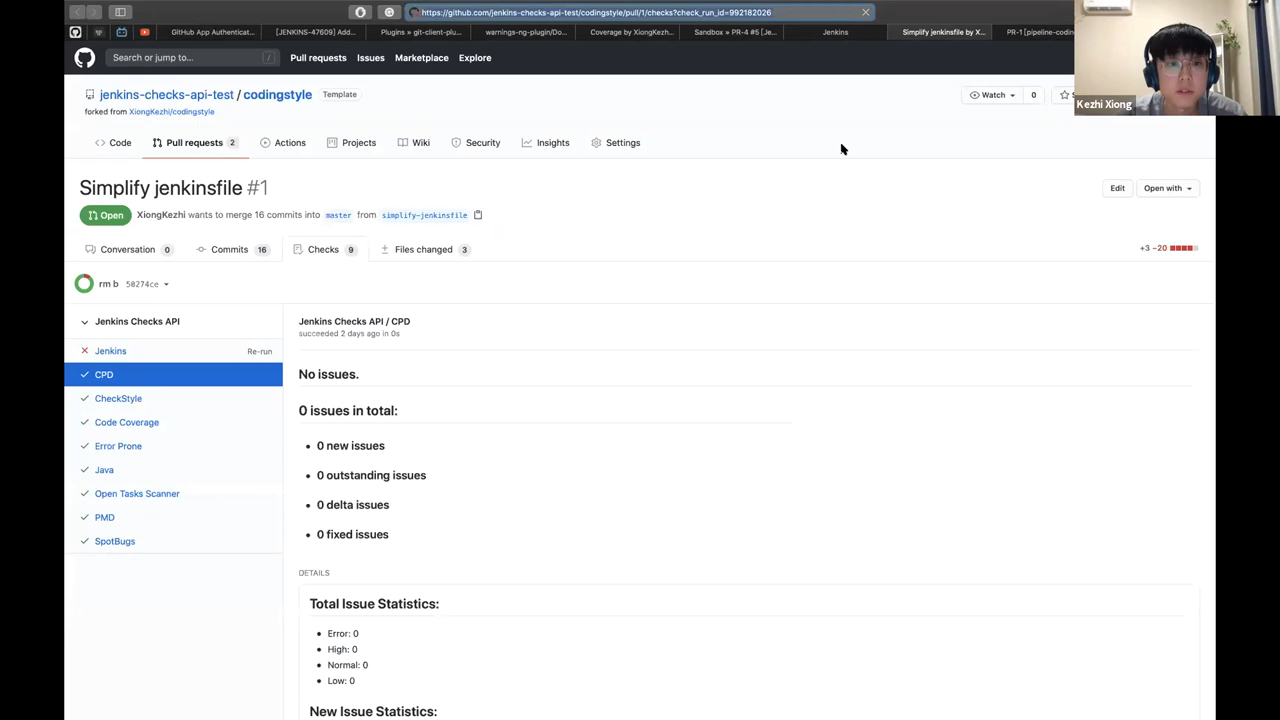 https://github.com/jenkins-checks-api-test/codingstyle/pull/1/checks?check_run_id=992182026
GitHub App Authenticat...
[JENKINS-47609] Add...
Plugins » git-client-plu...
warnings-ng-plugin/Do...
Coverage by XiongKezh...
Sandbox » PR-4 #5 [Je...
Jenkins
Simplify jenkinsfile by X...
PR-1 [pipeline-codin
Search or jump to...
/
Pull requests
Issues
Marketplace
Explore
Kezhi Xiong
jenkins-checks-api-test / codingstyle
Template
forked from XiongKezhi/codingstyle
Watch
0
Code
Pull requests 2
Actions
Projects
Wiki
Security
Insights
Settings
Simplify jenkinsfile #1
Edit
Open with
Open
XiongKezhi wants to merge 16 commits into master from simplify-jenkinsfile
Conversation 0
Commits 16
Checks 9
Files changed 3
+3 −20
rm b 58274ce
Jenkins Checks API
Jenkins
Re-run
CPD
CheckStyle
Code Coverage
Error Prone
Java
Open Tasks Scanner
PMD
SpotBugs
Jenkins Checks API / CPD
succeeded 2 days ago in 0s
No issues.
0 issues in total:
• 0 new issues
• 0 outstanding issues
• 0 delta issues
• 0 fixed issues
DETAILS
Total Issue Statistics:
• Error: 0
• High: 0
• Normal: 0
• Low: 0
New Issue Statistics: